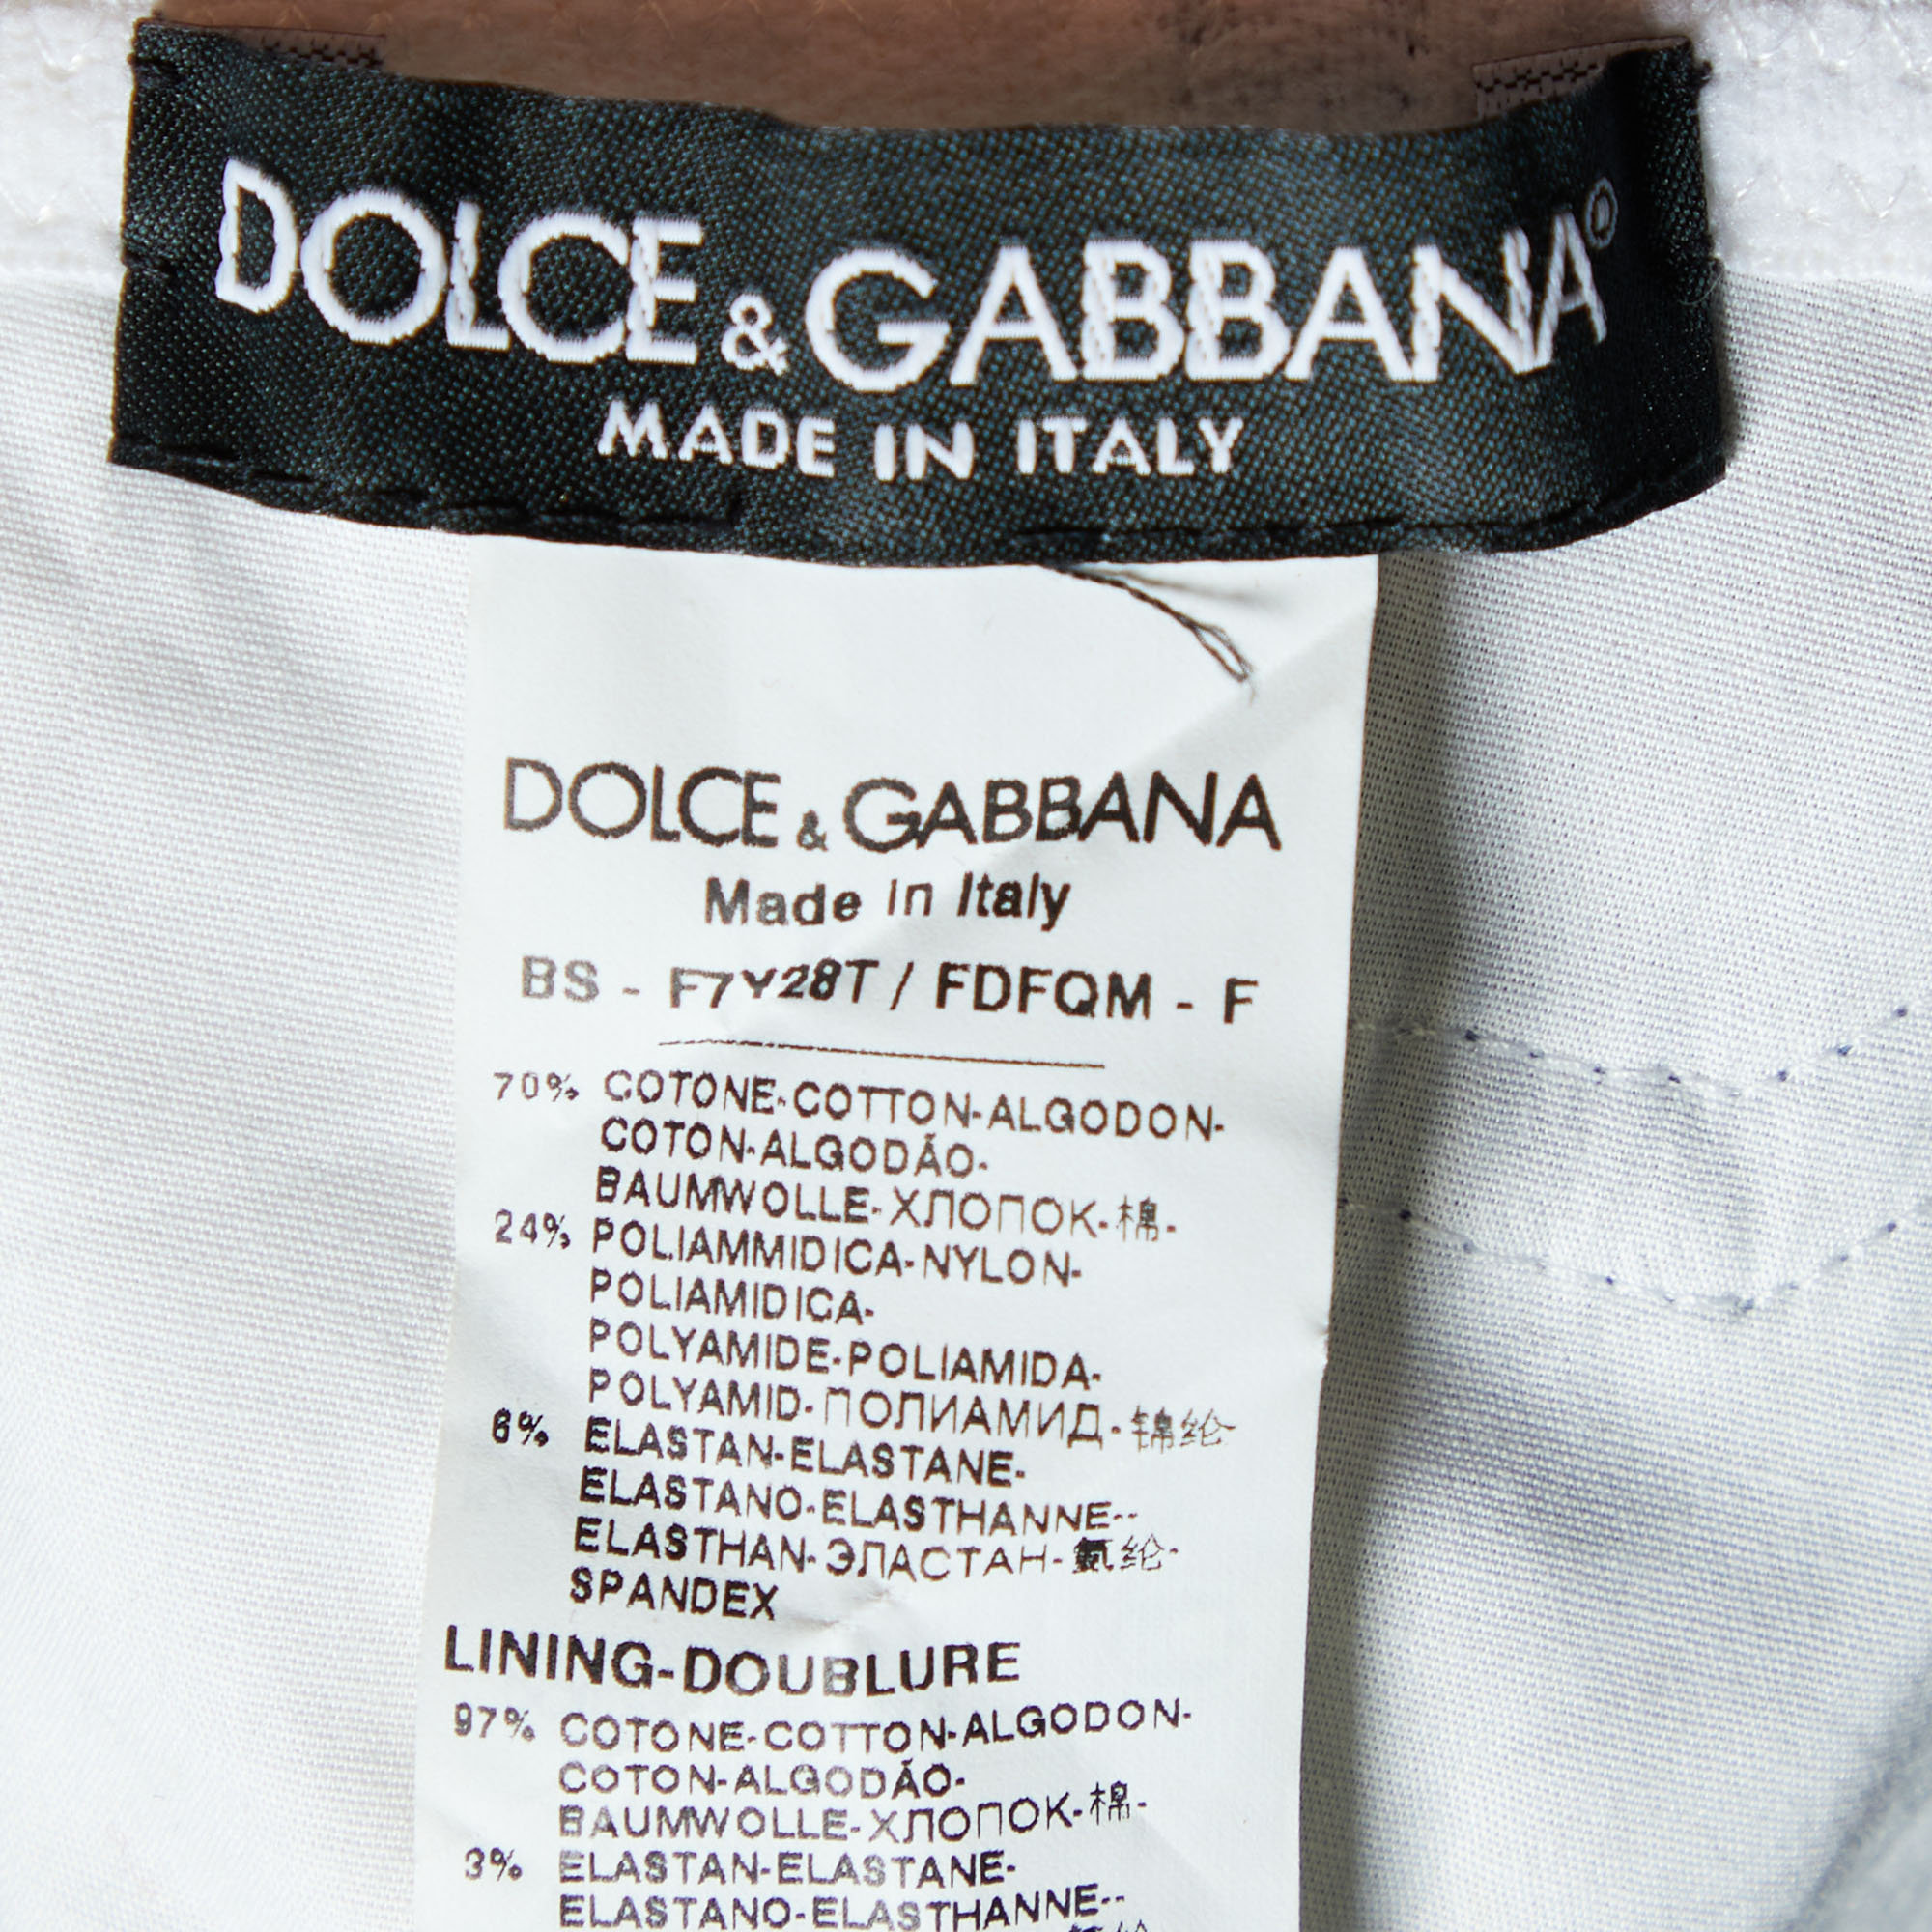 DOLCE & GABBANA
MADE IN ITALY
DOLCE & GABBANA
Made in Italy
BS - F7Y28T / FDFQM - F
70% COTONE-COTTON-ALGODON-
COTON-ALGODÃO-
BAUMWOLLE-ХЛОПОК-棉-
24% POLIAMMIDICA-NYLON-
POLIAMIDICA-
POLYAMIDE-POLIAMIDA-
POLYAMID-ПОЛИАМИД-锦纶-
6% ELASTAN-ELASTANE-
ELASTANO-ELASTHANNE--
ELASTHAN-ЭЛАСТАН-氨纶-
SPANDEX
LINING-DOUBLURE
97% COTONE-COTTON-ALGODON-
COTON-ALGODÃO-
BAUMWOLLE-ХЛОПОК-棉-
3% ELASTAN-ELASTANE-
ELASTANO-ELASTHANNE--